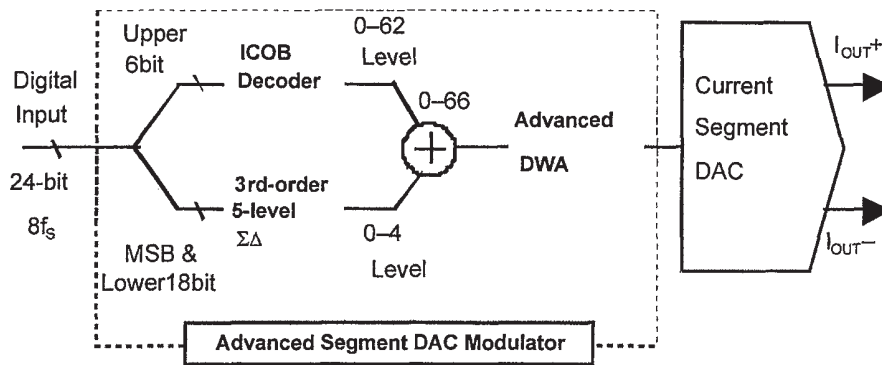 Digital
Input
24-bit
8fS
Upper
6bit
ICOB
Decoder
0–62
Level
MSB &
Lower18bit
3rd-order
5-level
ΣΔ
0–4
Level
0–66
+
Advanced
DWA
Advanced Segment DAC Modulator
Current
Segment
DAC
IOUT+
IOUT–